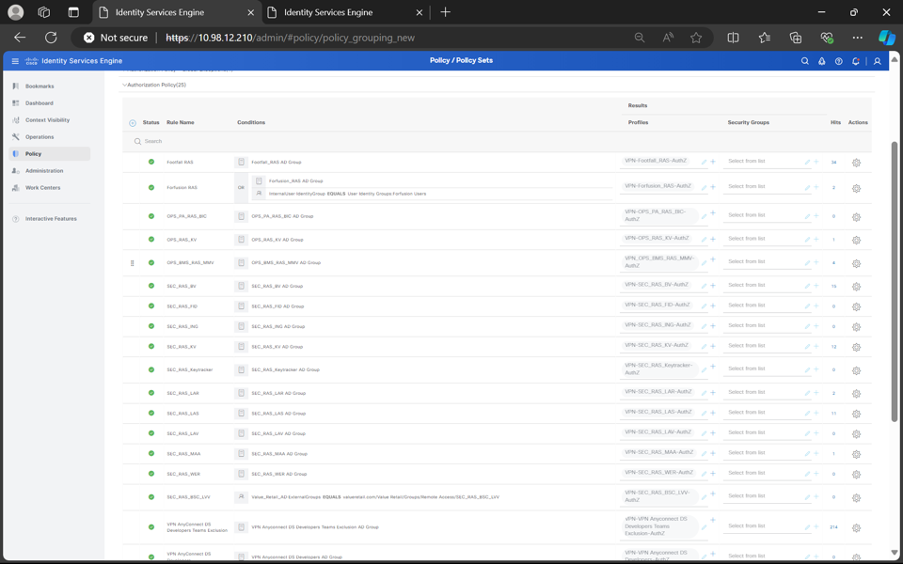 Identity Services Engine
Identity Services Engine
Not secure
https://10.98.12.210/admin/#policy/policy_grouping_new
cisco Identity Services Engine
Policy / Policy Sets
Bookmarks
Dashboard
Context Visibility
Operations
Policy
Administration
Work Centers
Interactive Features
Authorization Policy(25)
Results
Status Rule Name Conditions Profiles Security Groups Hits Actions
Search
Footfall RAS Footfall_RAS AD Group VPN-Footfall_RAS-AuthZ Select from list 34
Forfusion RAS OR Forfusion_RAS AD Group VPN-Forfusion_RAS-AuthZ Select from list 2
InternalUser·IdentityGroup EQUALS User Identity Groups:Forfusion Users
OPS_PA_RAS_BIC OPS_PA_RAS_BIC AD Group VPN-OPS_PA_RAS_BIC-AuthZ Select from list 0
OPS_RAS_KV OPS_RAS_KV AD Group VPN-OPS_RAS_KV-AuthZ Select from list 1
OPS_BMS_RAS_MMV OPS_BMS_RAS_MMV AD Group VPN_OPS_BMS_RAS_MMV-AuthZ Select from list 4
SEC_RAS_BV SEC_RAS_BV AD Group VPN-SEC_RAS_BV-AuthZ Select from list
SEC_RAS_FID SEC_RAS_FID AD Group VPN-SEC_RAS_FID-AuthZ Select from list 0
SEC_RAS_ING SEC_RAS_ING AD Group VPN-SEC_RAS_ING-AuthZ Select from list 0
SEC_RAS_KV SEC_RAS_KV AD Group VPN-SEC_RAS_KV-AuthZ Select from list 12
SEC_RAS_Keytracker SEC_RAS_Keytracker AD Group VPN-SEC_RAS_Keytracker-AuthZ Select from list 0
SEC_RAS_LAR SEC_RAS_LAR AD Group VPN-SEC_RAS_LAR-AuthZ Select from list 2
SEC_RAS_LAS SEC_RAS_LAS AD Group VPN-SEC_RAS_LAS-AuthZ Select from list 11
SEC_RAS_LAV SEC_RAS_LAV AD Group VPN-SEC_RAS_LAV-AuthZ Select from list
SEC_RAS_MAA SEC_RAS_MAA AD Group VPN-SEC_RAS_MAA-AuthZ Select from list 1
SEC_RAS_WER SEC_RAS_WER AD Group VPN-SEC_RAS_WER-AuthZ Select from list 0
SEC_RAS_BSC_LVV Value_Retail_AD·ExternalGroups EQUALS valueretail.com/Value Retail/Groups/Remote Access/SEC_RAS_BSC_LVV VPN-SEC_RAS_BSC_LVV-AuthZ Select from list 0
VPN AnyConnect DS Developers Teams Exclusion VPN Anyconnect DS Developers Teams Exclusion AD Group VPN-VPN Anyconnect DS Developers Teams Exclusion-AuthZ Select from list 214
VPN AnyConnect DS VPN AnyConnect DS Developers AD Group VPN-VPN Anyconnect DS Select from list